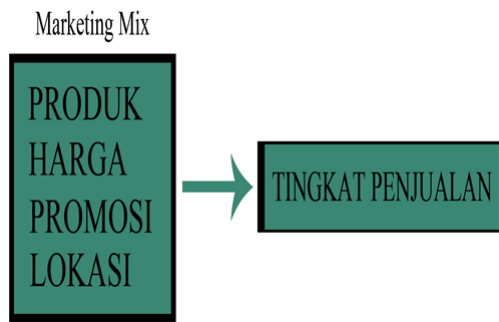 Marketing Mix
PRODUK
HARGA
PROMOSI
LOKASI
TINGKAT PENJUALAN